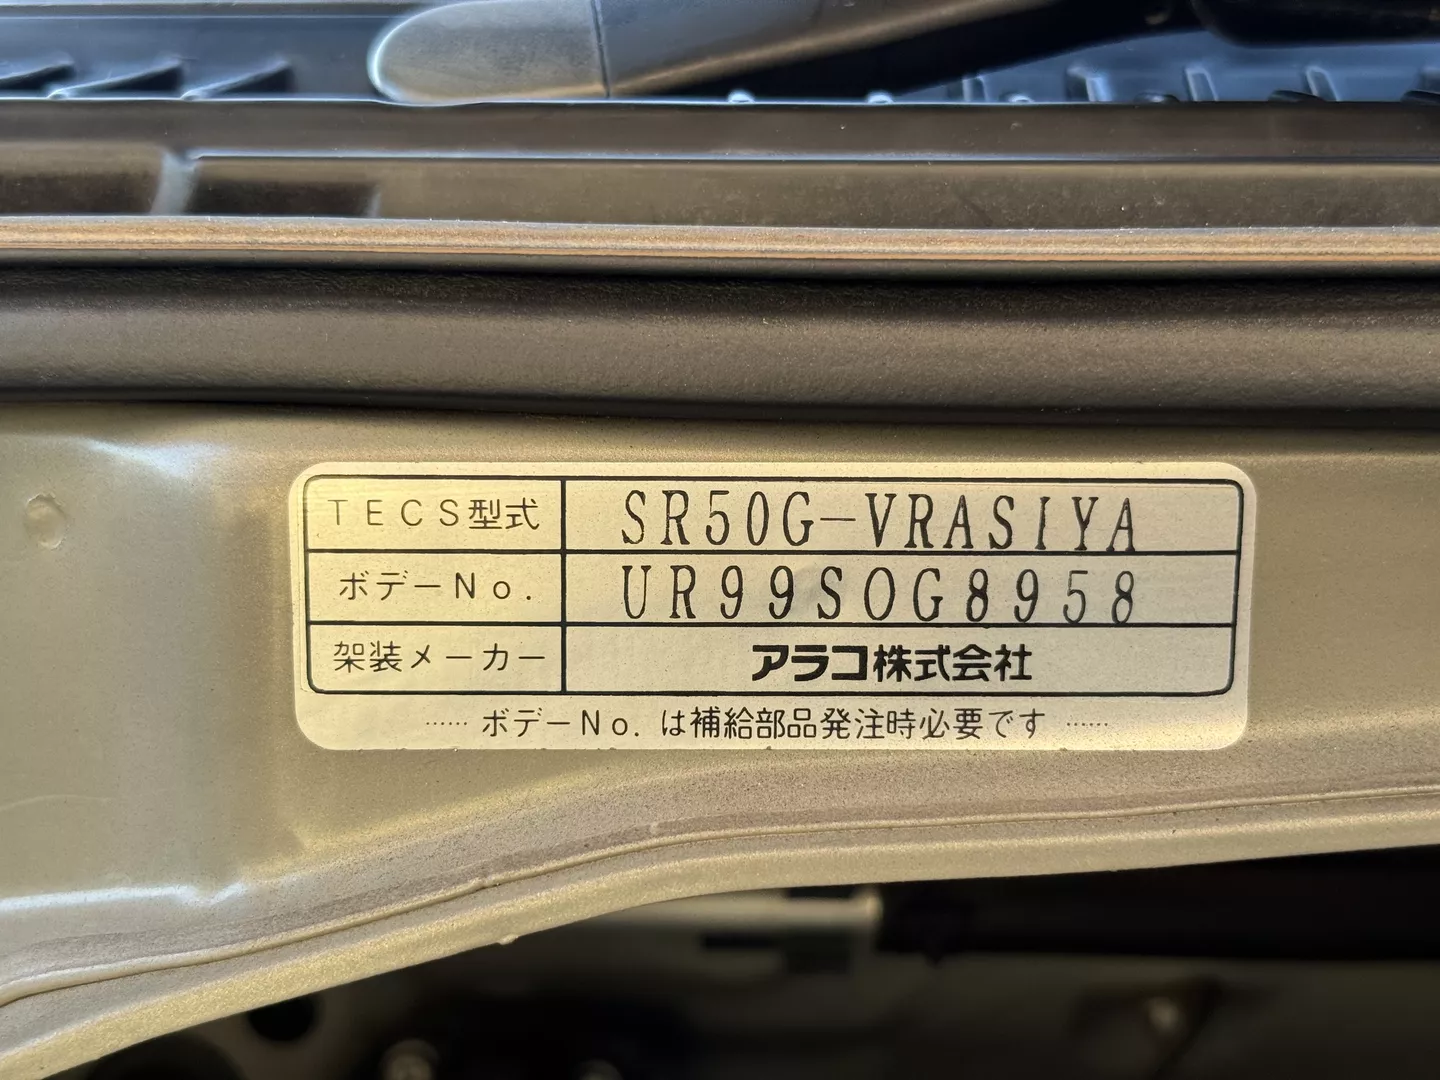 TECS型式 SR50G-VRASIYA
ボデーNo. UR99SOG8958
架装メーカー アラコ株式会社
……ボデーNo.は補給部品発注時必要です……